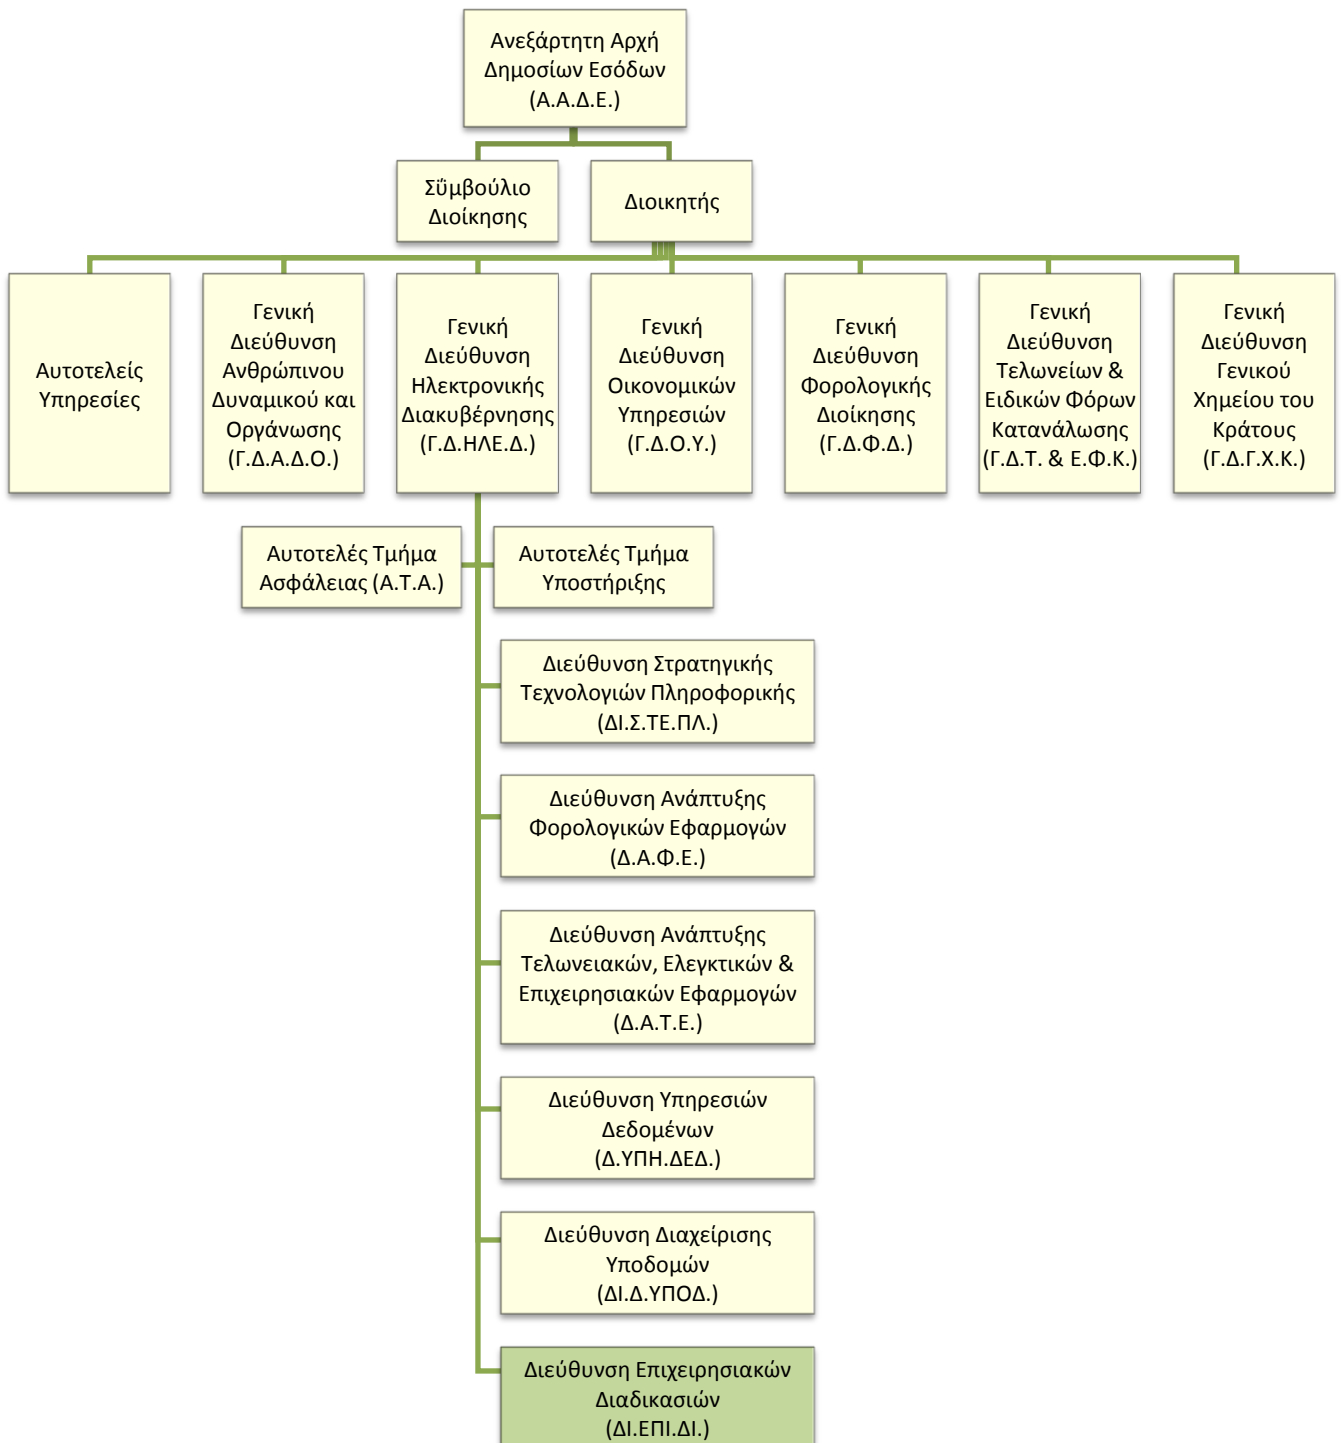 Ανεξάρτητη Αρχή
Δημοσίων Εσόδων
(Α.Α.Δ.Ε.)
Σΰμβούλιο
Διοίκησης
Διοικητής
Αυτοτελείς
Υπηρεσίες
Γενική
Διεύθυνση
Ανθρώπινου
Δυναμικού και
Οργάνωσης
(Γ.Δ.Α.Δ.Ο.)
Γενική
Διεύθυνση
Ηλεκτρονικής
Διακυβέρνησης
(Γ.Δ.ΗΛΕ.Δ.)
Γενική
Διεύθυνση
Οικονομικών
Υπηρεσιών
(Γ.Δ.Ο.Υ.)
Γενική
Διεύθυνση
Φορολογικής
Διοίκησης
(Γ.Δ.Φ.Δ.)
Γενική
Διεύθυνση
Τελωνείων &
Ειδικών Φόρων
Κατανάλωσης
(Γ.Δ.Τ. & Ε.Φ.Κ.)
Γενική
Διεύθυνση
Γενικού
Χημείου του
Κράτους
(Γ.Δ.Γ.Χ.Κ.)
Αυτοτελές Τμήμα
Ασφάλειας (Α.Τ.Α.)
Αυτοτελές Τμήμα
Υποστήριξης
Διεύθυνση Στρατηγικής
Τεχνολογιών Πληροφορικής
(ΔΙ.Σ.ΤΕ.ΠΛ.)
Διεύθυνση Ανάπτυξης
Φορολογικών Εφαρμογών
(Δ.Α.Φ.Ε.)
Διεύθυνση Ανάπτυξης
Τελωνειακών, Ελεγκτικών &
Επιχειρησιακών Εφαρμογών
(Δ.Α.Τ.Ε.)
Διεύθυνση Υπηρεσιών
Δεδομένων
(Δ.ΥΠΗ.ΔΕΔ.)
Διεύθυνση Διαχείρισης
Υποδομών
(ΔΙ.Δ.ΥΠΟΔ.)
Διεύθυνση Επιχειρησιακών
Διαδικασιών
(ΔΙ.ΕΠΙ.ΔΙ.)